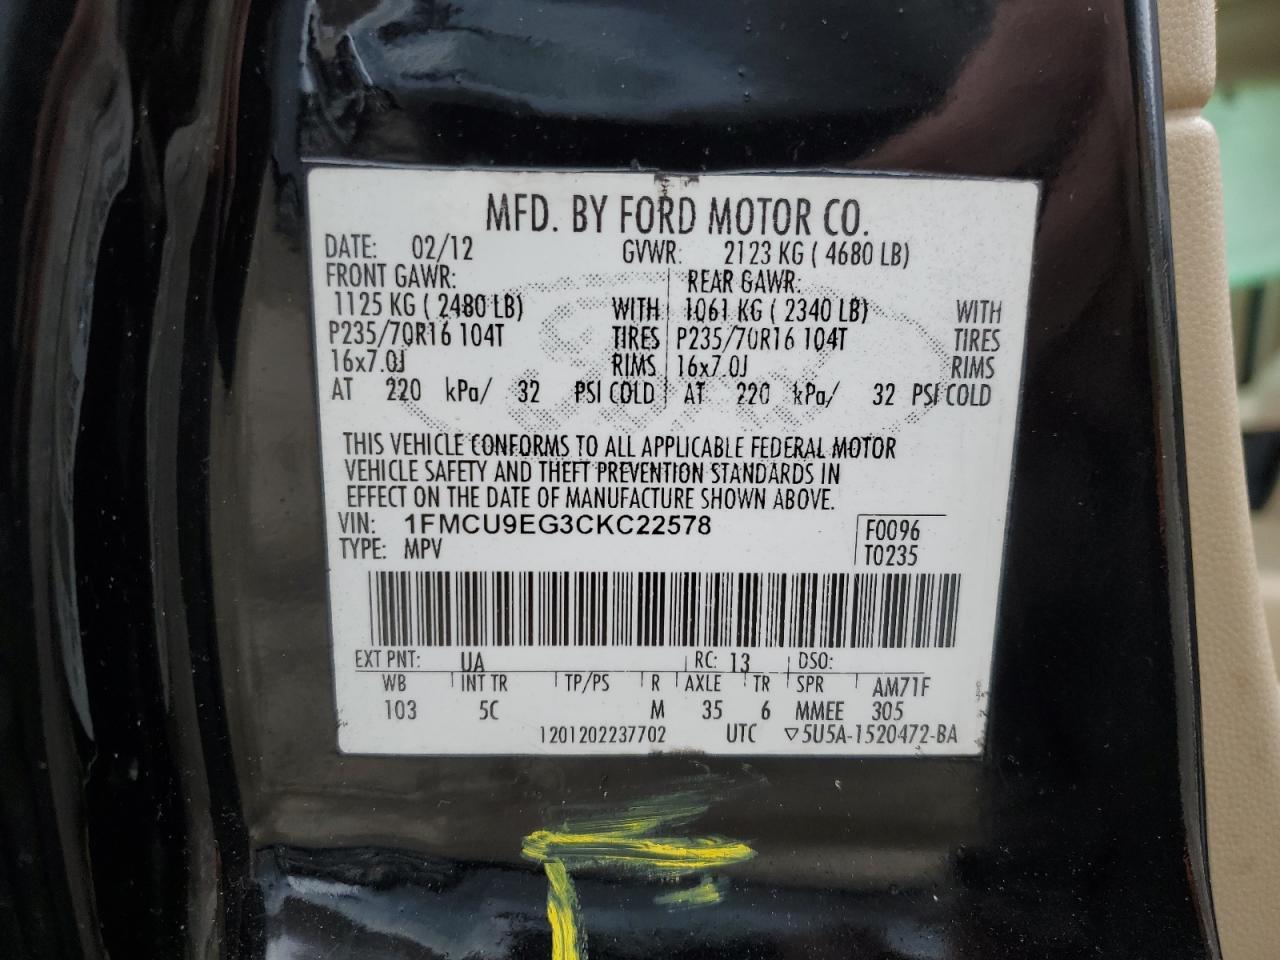 MFD. BY FORD MOTOR CO.
DATE: 02/12 GVWR: 2123 KG ( 4680 LB)
FRONT GAWR: REAR GAWR:
1125 KG ( 2480 LB) WITH 1061 KG ( 2340 LB) WITH
P235/70R16 104T TIRES P235/70R16 104T TIRES
16x7.0J RIMS 16x7.0J RIMS
AT 220 kPa/ 32 PSI COLD AT 220 kPa/ 32 PSI COLD
THIS VEHICLE CONFORMS TO ALL APPLICABLE FEDERAL MOTOR
VEHICLE SAFETY AND THEFT PREVENTION STANDARDS IN
EFFECT ON THE DATE OF MANUFACTURE SHOWN ABOVE.
VIN: 1FMCU9EG3CKC22578 F0096
TYPE: MPV T0235
EXT PNT: UA RC: 13 DSO:
WB INT TR TP/PS R AXLE TR SPR AM71F
103 5C M 35 6 MMEE 305
1201202237702 UTC ▽5U5A-1520472-BA